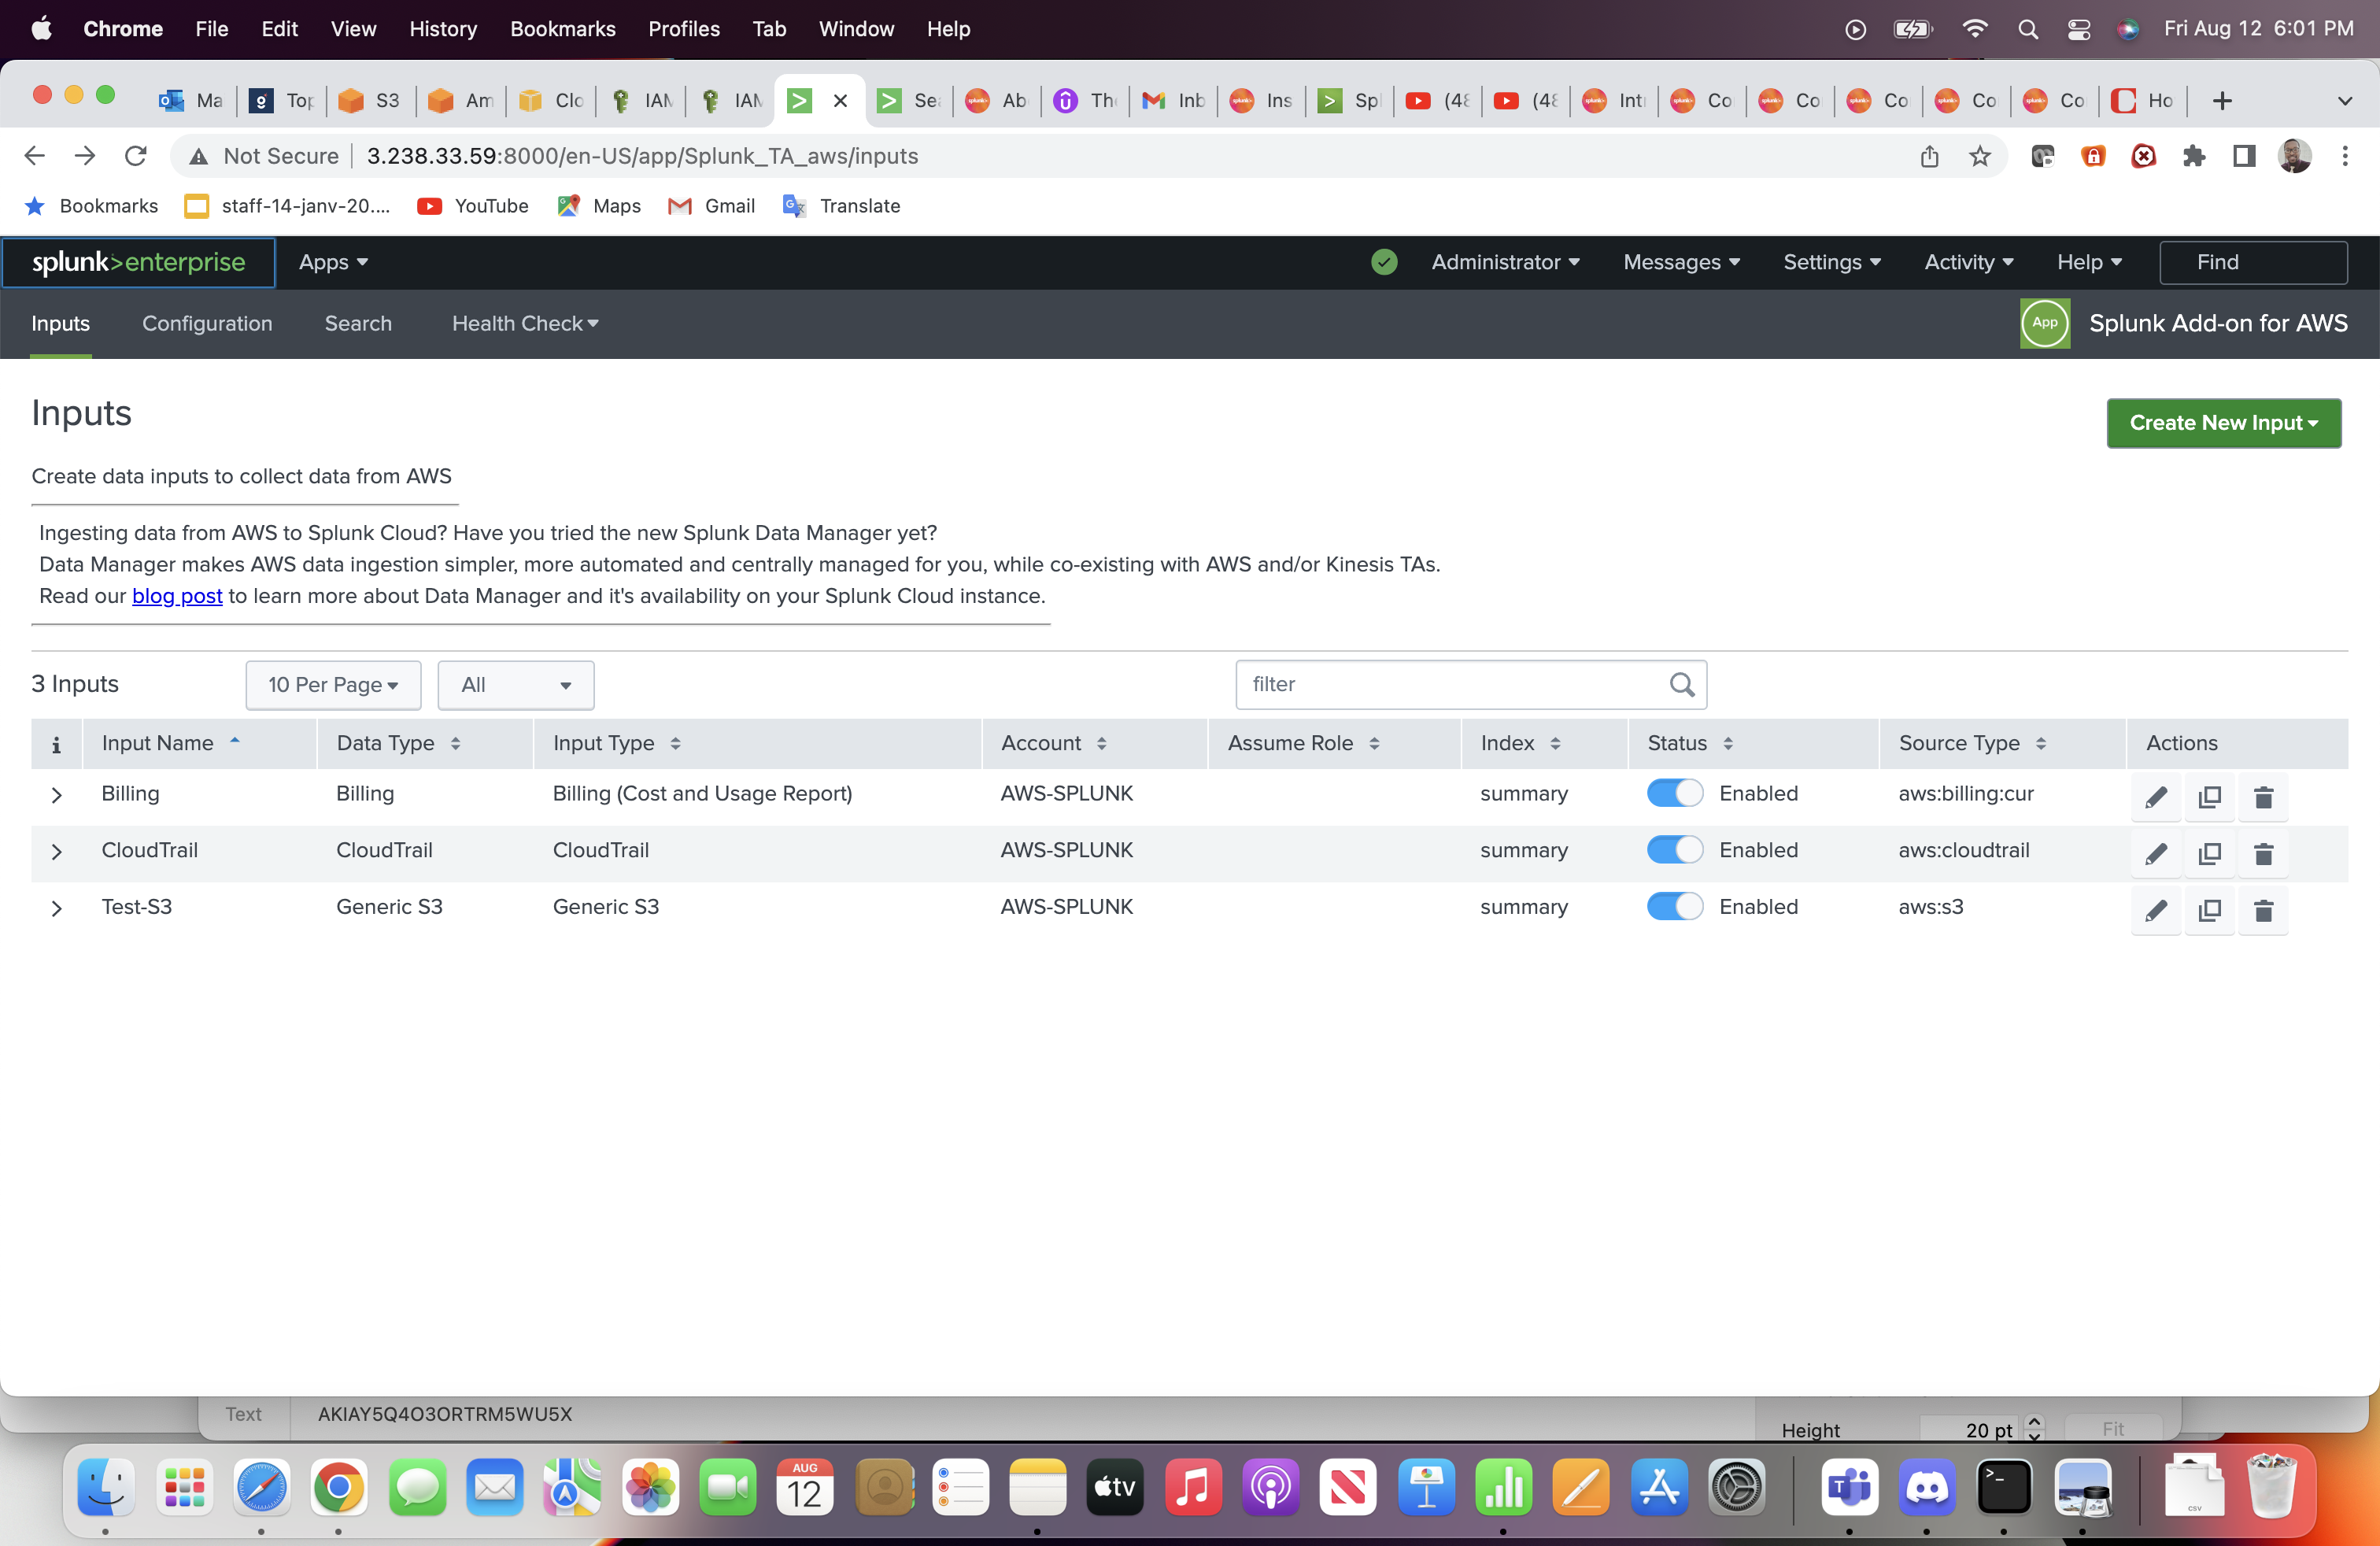 Chrome File Edit View History Bookmarks Profiles Tab Window Help Fri Aug 12 6:01 PM
Ma Top S3 Am Clo IAM IAM Sea Ab The Inb Ins Spl (48 (48 Intr Co Co Co Co Co Ho
Not Secure 3.238.33.59:8000/en-US/app/Splunk_TA_aws/inputs
Bookmarks staff-14-janv-20.... YouTube Maps Gmail Translate
splunk>enterprise Apps Administrator Messages Settings Activity Help Find
Inputs Configuration Search Health Check App Splunk Add-on for AWS
Inputs
Create New Input
Create data inputs to collect data from AWS
Ingesting data from AWS to Splunk Cloud? Have you tried the new Splunk Data Manager yet?
Data Manager makes AWS data ingestion simpler, more automated and centrally managed for you, while co-existing with AWS and/or Kinesis TAs.
Read our blog post to learn more about Data Manager and it's availability on your Splunk Cloud instance.
3 Inputs 10 Per Page All filter
i Input Name Data Type Input Type Account Assume Role Index Status Source Type Actions
Billing Billing Billing (Cost and Usage Report) AWS-SPLUNK summary Enabled aws:billing:cur
CloudTrail CloudTrail CloudTrail AWS-SPLUNK summary Enabled aws:cloudtrail
Test-S3 Generic S3 Generic S3 AWS-SPLUNK summary Enabled aws:s3
Text AKIAY5Q4O3ORTRM5WU5X Height 20 pt Fit
AUG
12
tv
CSV